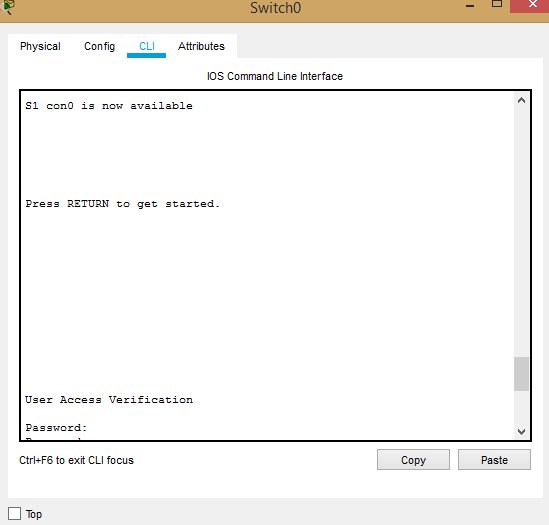 Switch0
Physical Config CLI Attributes
IOS Command Line Interface
S1 con0 is now available
Press RETURN to get started.
User Access Verification
Password:
Ctrl+F6 to exit CLI focus
Copy Paste
Top